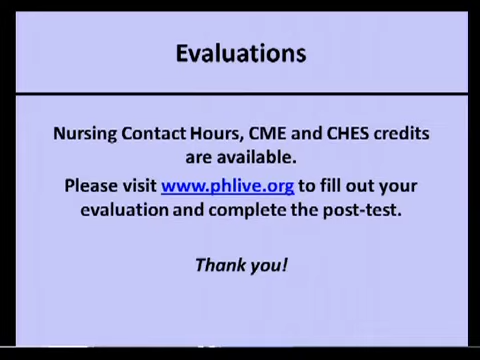 Evaluations
Nursing Contact Hours, CME and CHES credits
are available.
Please visit www.phlive.org to fill out your
evaluation and complete the post-test.
Thank you!